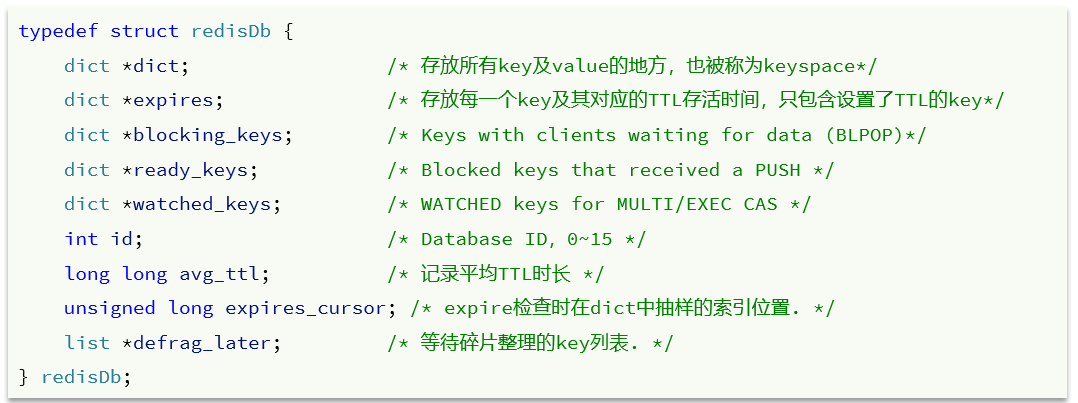 typedef struct redisDb {
    dict *dict;                 /* 存放所有key及value的地方，也被称为keyspace*/
    dict *expires;              /* 存放每一个key及其对应的TTL存活时间，只包含设置了TTL的key*/
    dict *blocking_keys;        /* Keys with clients waiting for data (BLPOP)*/
    dict *ready_keys;           /* Blocked keys that received a PUSH */
    dict *watched_keys;         /* WATCHED keys for MULTI/EXEC CAS */
    int id;                     /* Database ID，0~15 */
    long long avg_ttl;          /* 记录平均TTL时长 */
    unsigned long expires_cursor; /* expire检查时在dict中抽样的索引位置. */
    list *defrag_later;         /* 等待碎片整理的key列表. */
} redisDb;